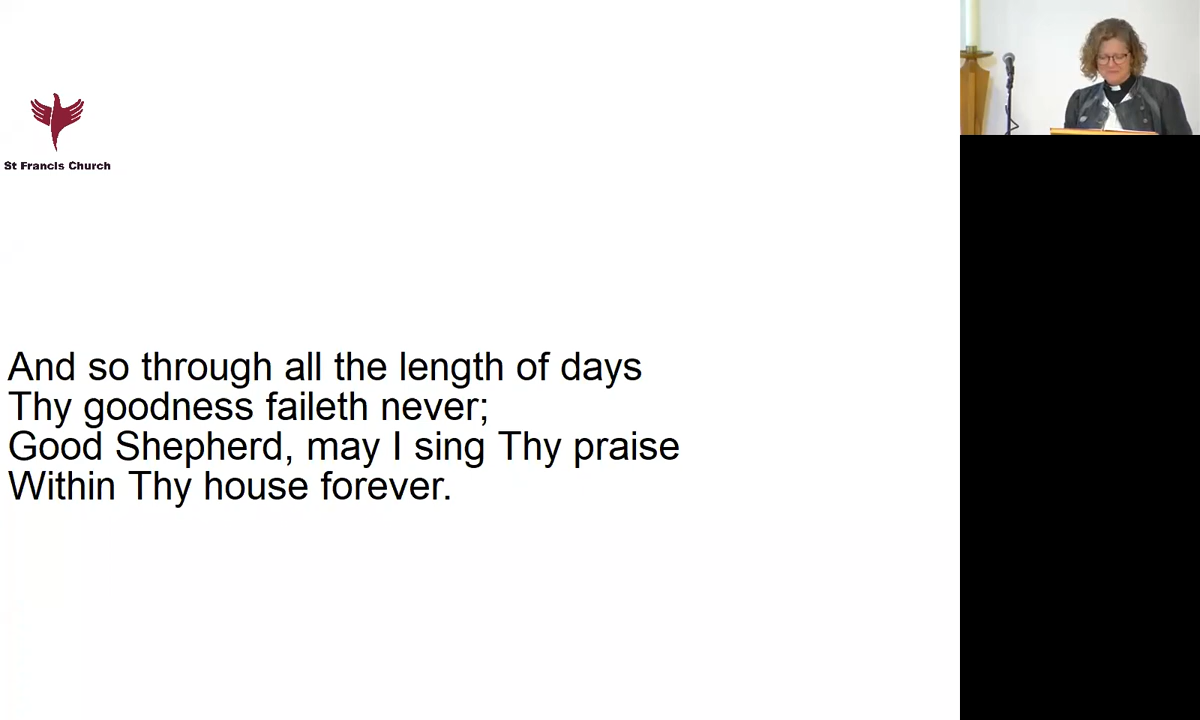 St Francis Church
And so through all the length of days
Thy goodness faileth never;
Good Shepherd, may I sing Thy praise
Within Thy house forever.